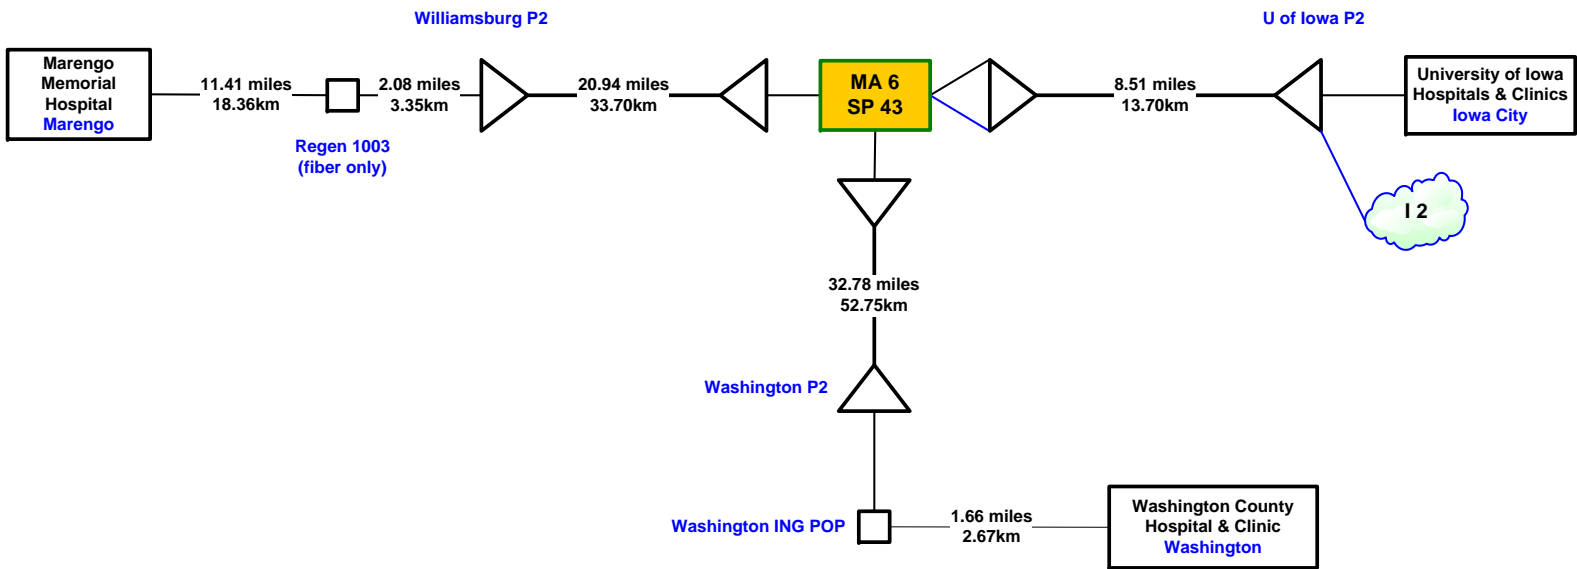 Williamsburg P2
U of Iowa P2
Marengo
Memorial
Hospital
Marengo
11.41 miles
18.36km
2.08 miles
3.35km
20.94 miles
33.70km
MA 6
SP 43
8.51 miles
13.70km
University of Iowa
Hospitals & Clinics
Iowa City
Regen 1003
(fiber only)
I 2
32.78 miles
52.75km
Washington P2
Washington ING POP
1.66 miles
2.67km
Washington County
Hospital & Clinic
Washington